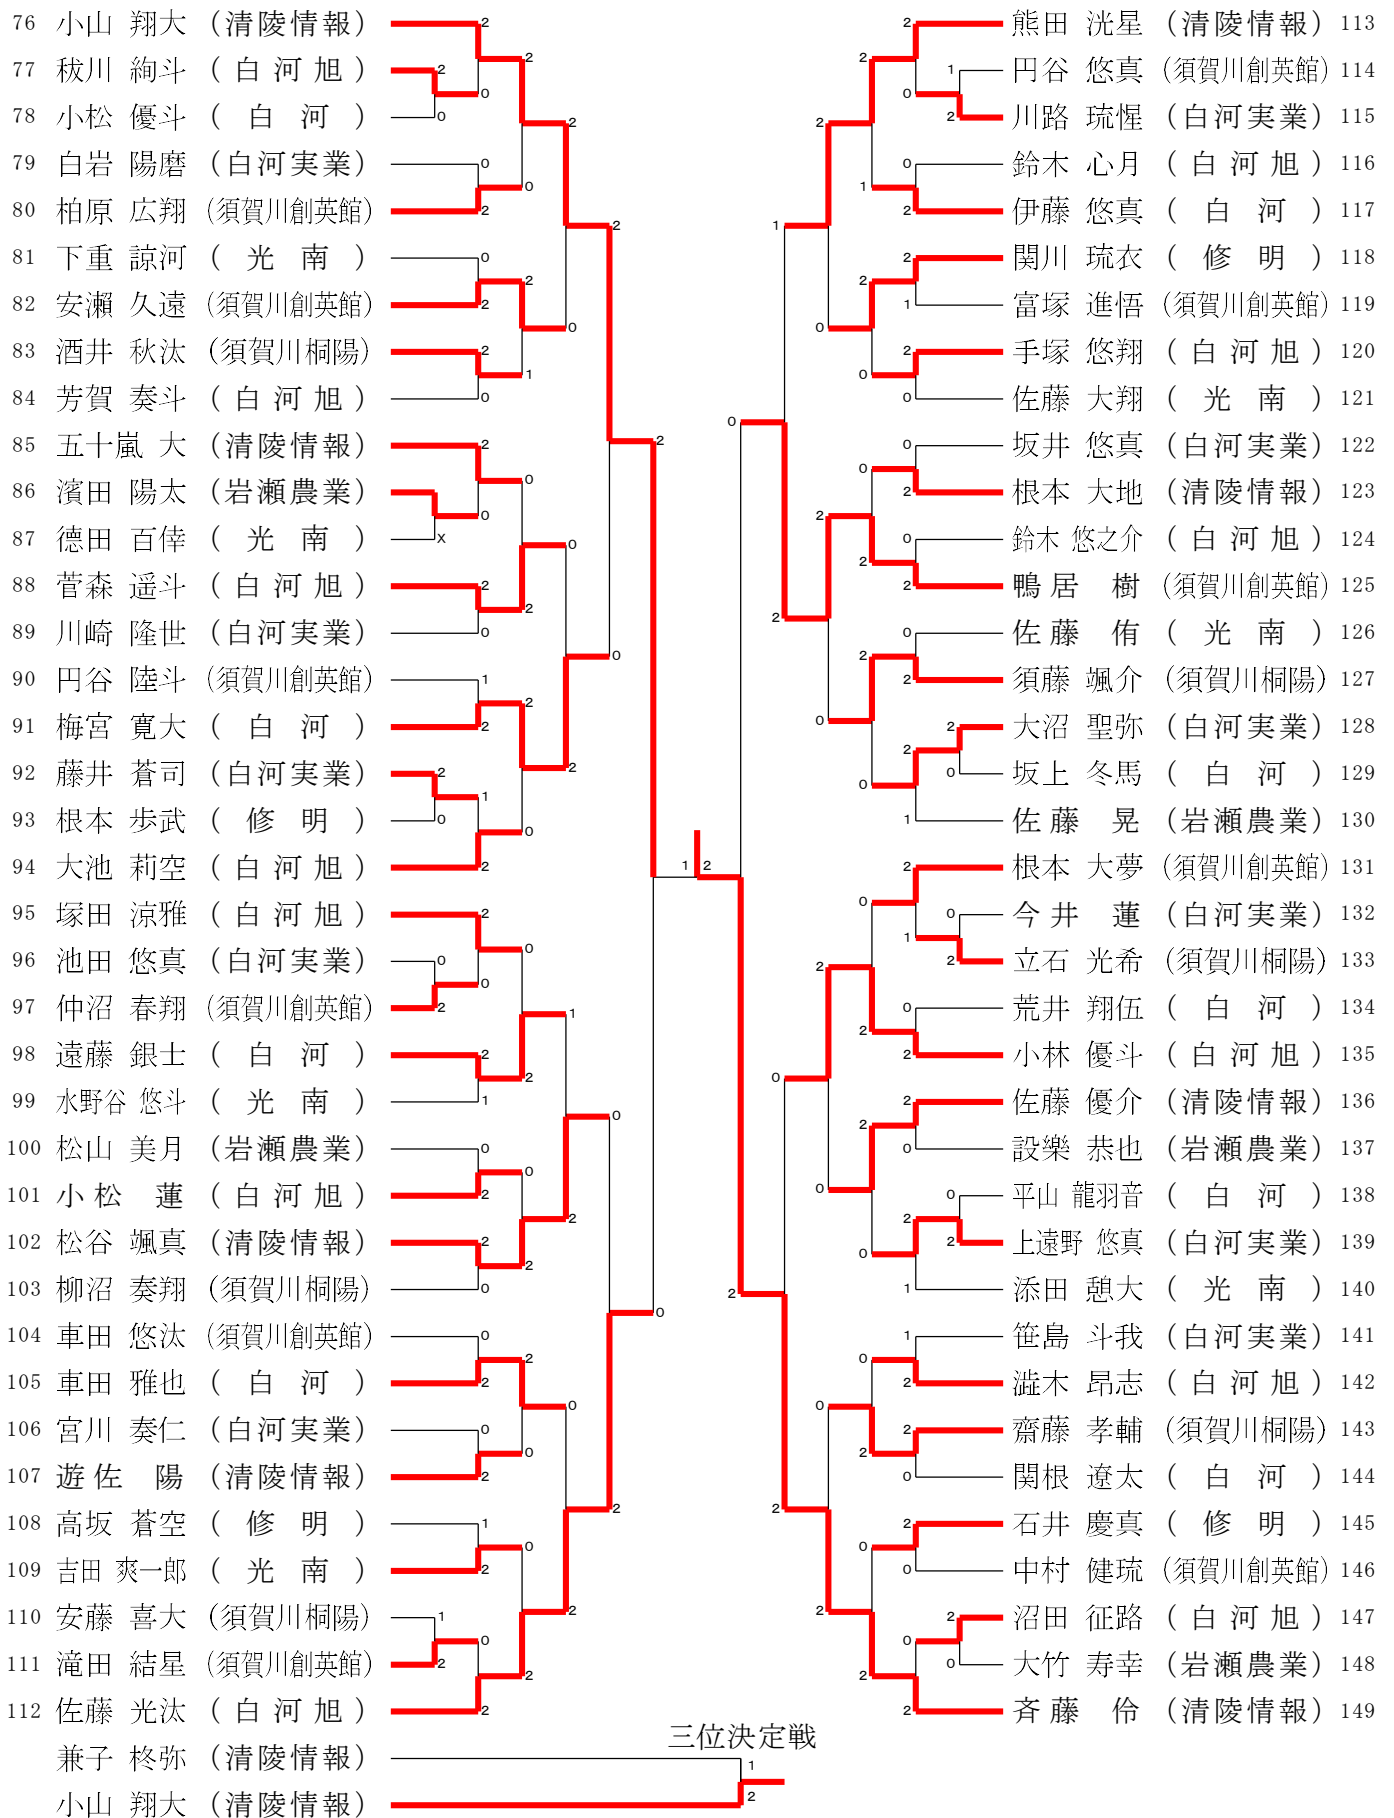 76 小山 翔大 (清陵情報)
77 秡川 絢斗 (白河旭)
78 小松 優斗 (白河)
79 白岩 陽磨 (白河実業)
80 柏原 広翔 (須賀川創英館)
81 下重 諒河 (光南)
82 安瀬 久遠 (須賀川創英館)
83 酒井 秋汰 (須賀川桐陽)
84 芳賀 奏斗 (白河旭)
85 五十嵐 大 (清陵情報)
86 濱田 陽太 (岩瀬農業)
87 德田 百倖 (光南)
88 菅森 遥斗 (白河旭)
89 川崎 隆世 (白河実業)
90 円谷 陸斗 (須賀川創英館)
91 梅宮 寛大 (白河)
92 藤井 蒼司 (白河実業)
93 根本 歩武 (修明)
94 大池 莉空 (白河旭)
95 塚田 涼雅 (白河旭)
96 池田 悠真 (白河実業)
97 仲沼 春翔 (須賀川創英館)
98 遠藤 銀士 (白河)
99 水野谷 悠斗 (光南)
100 松山 美月 (岩瀬農業)
101 小松 蓮 (白河旭)
102 松谷 颯真 (清陵情報)
103 柳沼 奏翔 (須賀川桐陽)
104 車田 悠汰 (須賀川創英館)
105 車田 雅也 (白河)
106 宮川 奏仁 (白河実業)
107 遊佐 陽 (清陵情報)
108 高坂 蒼空 (修明)
109 吉田 爽一郎 (光南)
110 安藤 喜大 (須賀川桐陽)
111 滝田 結星 (須賀川創英館)
112 佐藤 光汰 (白河旭)
熊田 洸星 (清陵情報) 113
円谷 悠真 (須賀川創英館) 114
川路 琉惺 (白河実業) 115
鈴木 心月 (白河旭) 116
伊藤 悠真 (白河) 117
関川 琉衣 (修明) 118
富塚 進悟 (須賀川創英館) 119
手塚 悠翔 (白河旭) 120
佐藤 大翔 (光南) 121
坂井 悠真 (白河実業) 122
根本 大地 (清陵情報) 123
鈴木 悠之介 (白河旭) 124
鴨居 樹 (須賀川創英館) 125
佐藤 侑 (光南) 126
須藤 颯介 (須賀川桐陽) 127
大沼 聖弥 (白河実業) 128
坂上 冬馬 (白河) 129
佐藤 晃 (岩瀬農業) 130
根本 大夢 (須賀川創英館) 131
今井 蓮 (白河実業) 132
立石 光希 (須賀川桐陽) 133
荒井 翔伍 (白河) 134
小林 優斗 (白河旭) 135
佐藤 優介 (清陵情報) 136
設樂 恭也 (岩瀬農業) 137
平山 龍羽音 (白河) 138
上遠野 悠真 (白河実業) 139
添田 憩大 (光南) 140
笹島 斗我 (白河実業) 141
澁木 昂志 (白河旭) 142
齋藤 孝輔 (須賀川桐陽) 143
関根 遼太 (白河) 144
石井 慶真 (修明) 145
中村 健琉 (須賀川創英館) 146
沼田 征路 (白河旭) 147
大竹 寿幸 (岩瀬農業) 148
斉藤 伶 (清陵情報) 149
1 2
三位決定戦
兼子 柊弥 (清陵情報) 1
小山 翔大 (清陵情報) 2